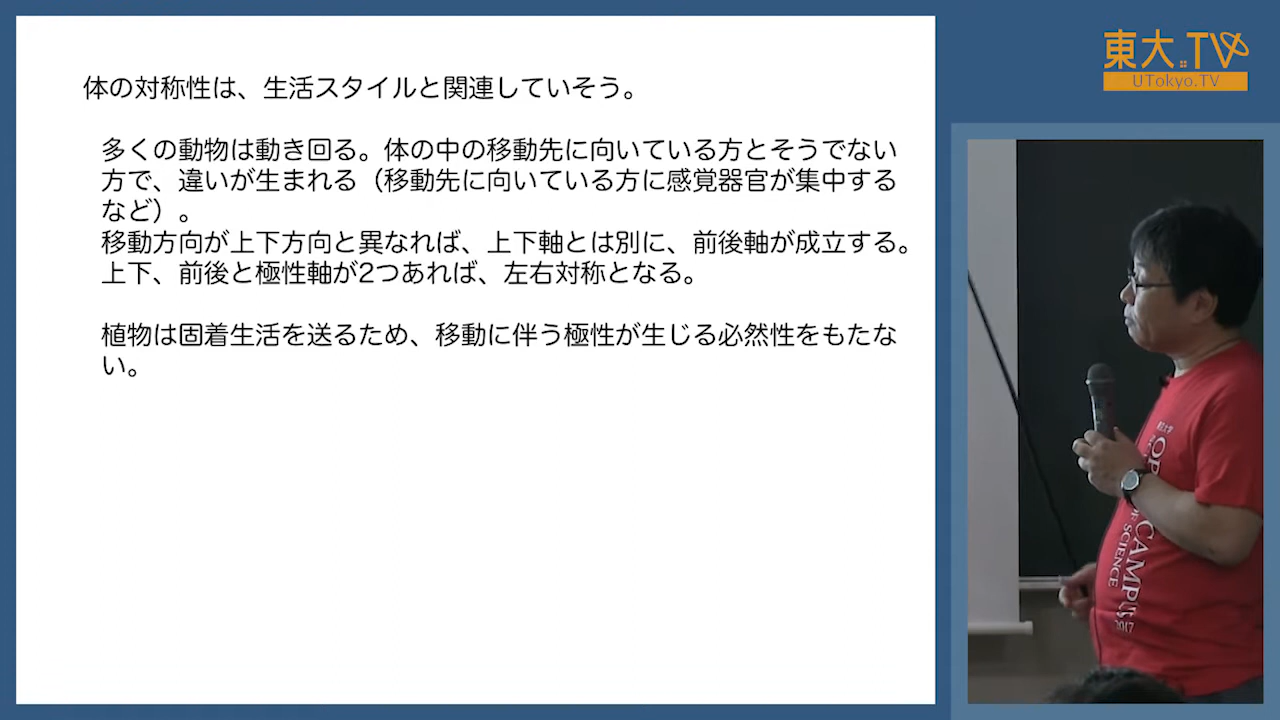 体の対称性は、生活スタイルと関連していそう。
多くの動物は動き回る。体の中の移動先に向いている方とそうでない
方で、違いが生まれる（移動先に向いている方に感覚器官が集中する
など）。
移動方向が上下方向と異なれば、上下軸とは別に、前後軸が成立する。
上下、前後と極性軸が2つあれば、左右対称となる。
植物は固着生活を送るため、移動に伴う極性が生じる必然性をもたな
い。
東大.TV
UTokyo.TV
OF SCIENCE
2017